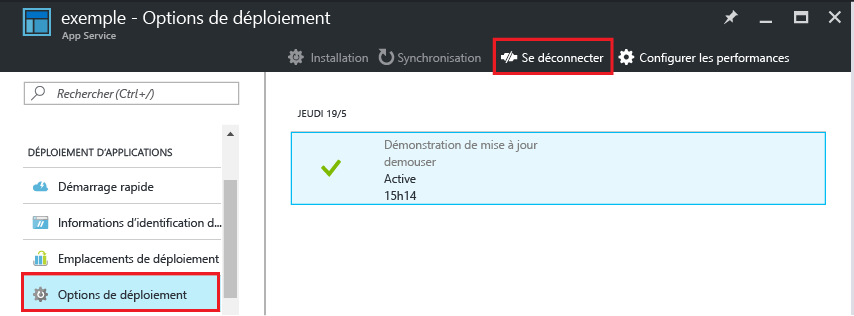 exemple - Options de déploiement
App Service
Installation
Synchronisation
Se déconnecter
Configurer les performances
Rechercher (Ctrl+/)
DÉPLOIEMENT D'APPLICATIONS
Démarrage rapide
Informations d'identification d...
Emplacements de déploiement
Options de déploiement
JEUDI 19/5
Démonstration de mise à jour
demouser
Active
15h14